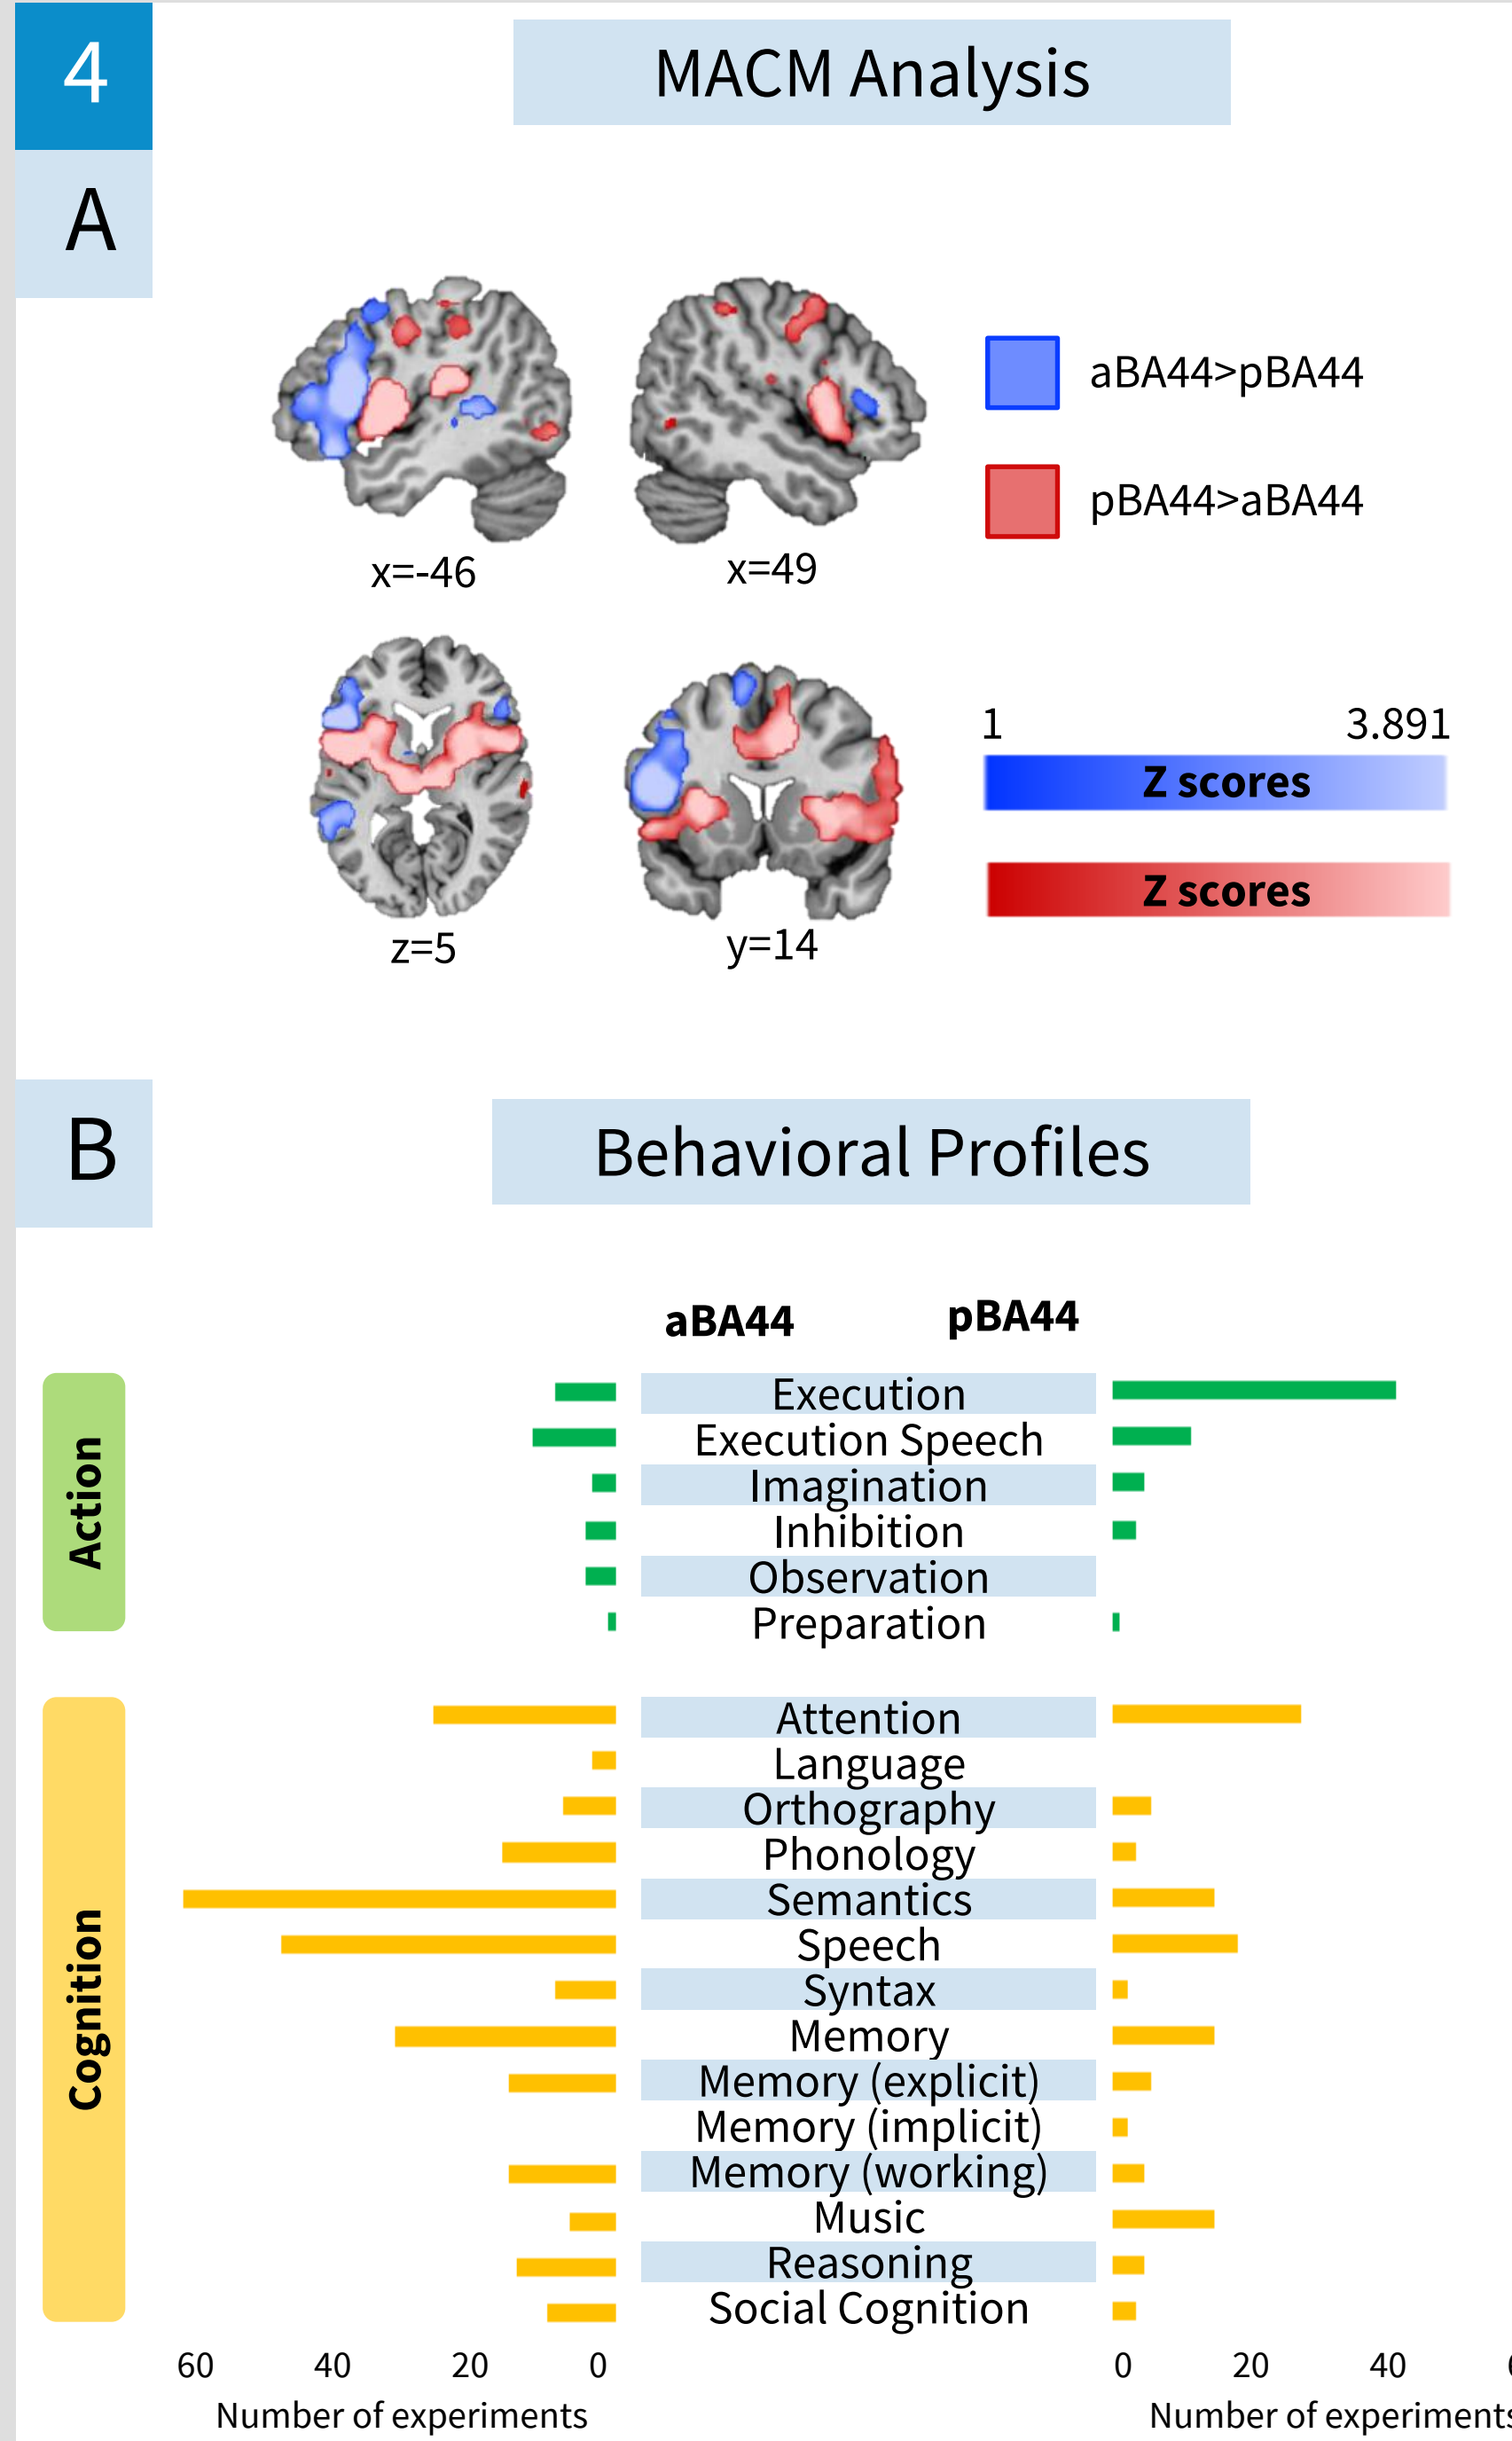 4
MACM Analysis
A
aBA44>pBA44
pBA44>aBA44
x=-46
x=49
1 3.891
Z scores
Z scores
z=5
y=14
B
Behavioral Profiles
aBA44 pBA44
Action
Execution
Execution Speech
Imagination
Inhibition
Observation
Preparation
Cognition
Attention
Language
Orthography
Phonology
Semantics
Speech
Syntax
Memory
Memory (explicit)
Memory (implicit)
Memory (working)
Music
Reasoning
Social Cognition
60 40 20 0
0 20 40
Number of experiments
Number of experiments